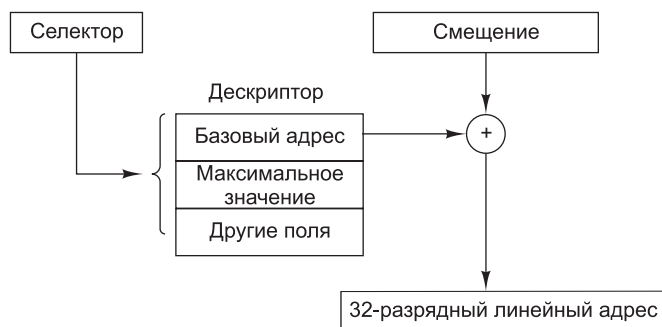 Селектор
Смещение
Дескриптор
Базовый адрес
+
Максимальное
значение
Другие поля
32-разрядный линейный адрес